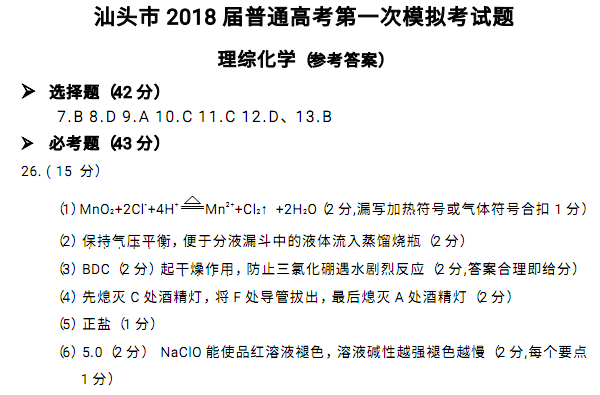 汕头市 2018 届普通高考第一次模拟考试题
理综化学（参考答案）
➢ 选择题（42 分）
7.B 8.D 9.A 10.C 11.C 12.D、13.B
➢ 必考题（43 分）
26.（15 分）
（1）MnO₂+2Cl⁻+4H⁺ △ Mn²⁺+Cl₂↑ +2H₂O（2 分,漏写加热符号或气体符号合扣 1 分）
（2）保持气压平衡，便于分液漏斗中的液体流入蒸馏烧瓶（2 分）
（3）BDC（2 分）起干燥作用，防止三氯化硼遇水剧烈反应（2 分,答案合理即给分）
（4）先熄灭 C 处酒精灯，将 F 处导管拔出，最后熄灭 A 处酒精灯（2 分）
（5）正盐（1 分）
（6）5.0（2 分） NaClO 能使品红溶液褪色，溶液碱性越强褪色越慢（2 分,每个要点
1 分）